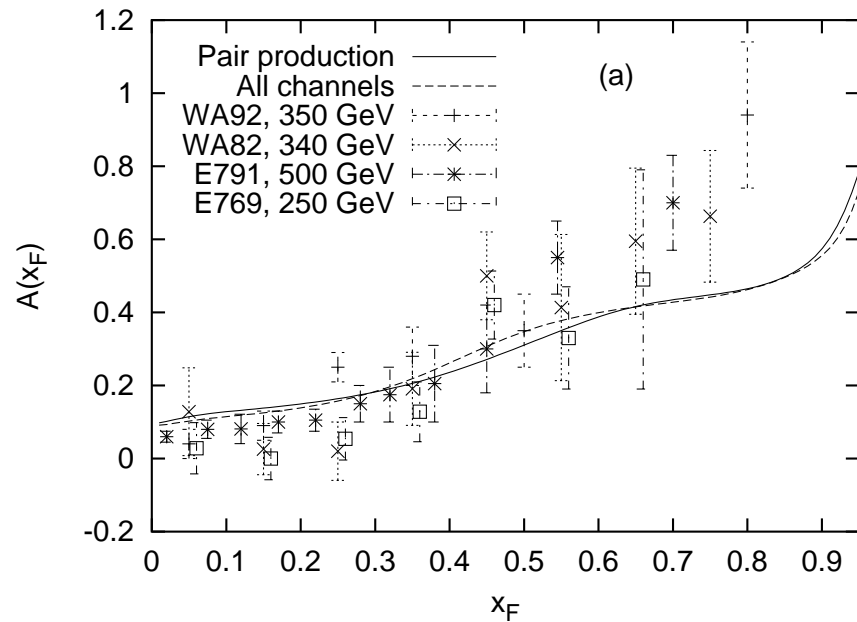 1.2
1
0.8
0.6
0.4
0.2
0
-0.2
A(x_F)
Pair production
All channels
WA92, 350 GeV
WA82, 340 GeV
E791, 500 GeV
E769, 250 GeV
(a)
0 0.1 0.2 0.3 0.4 0.5 0.6 0.7 0.8 0.9
x_F